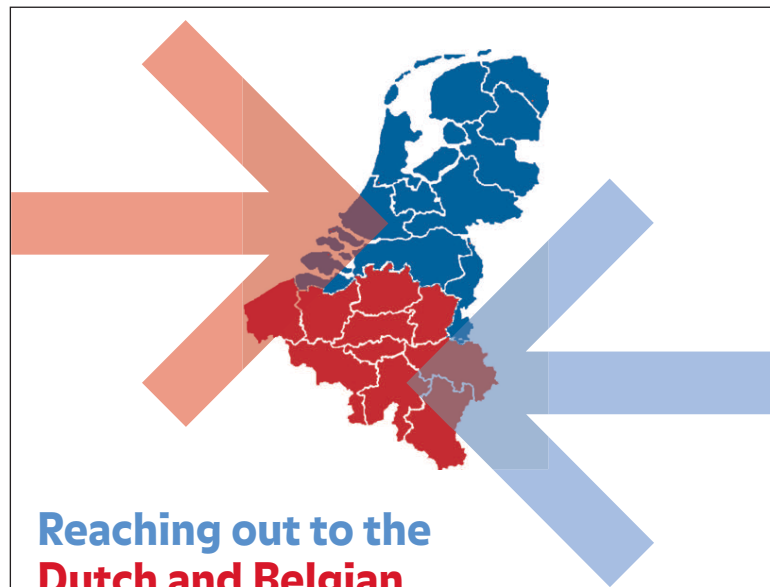 Reaching out to the
Dutch and Belgian